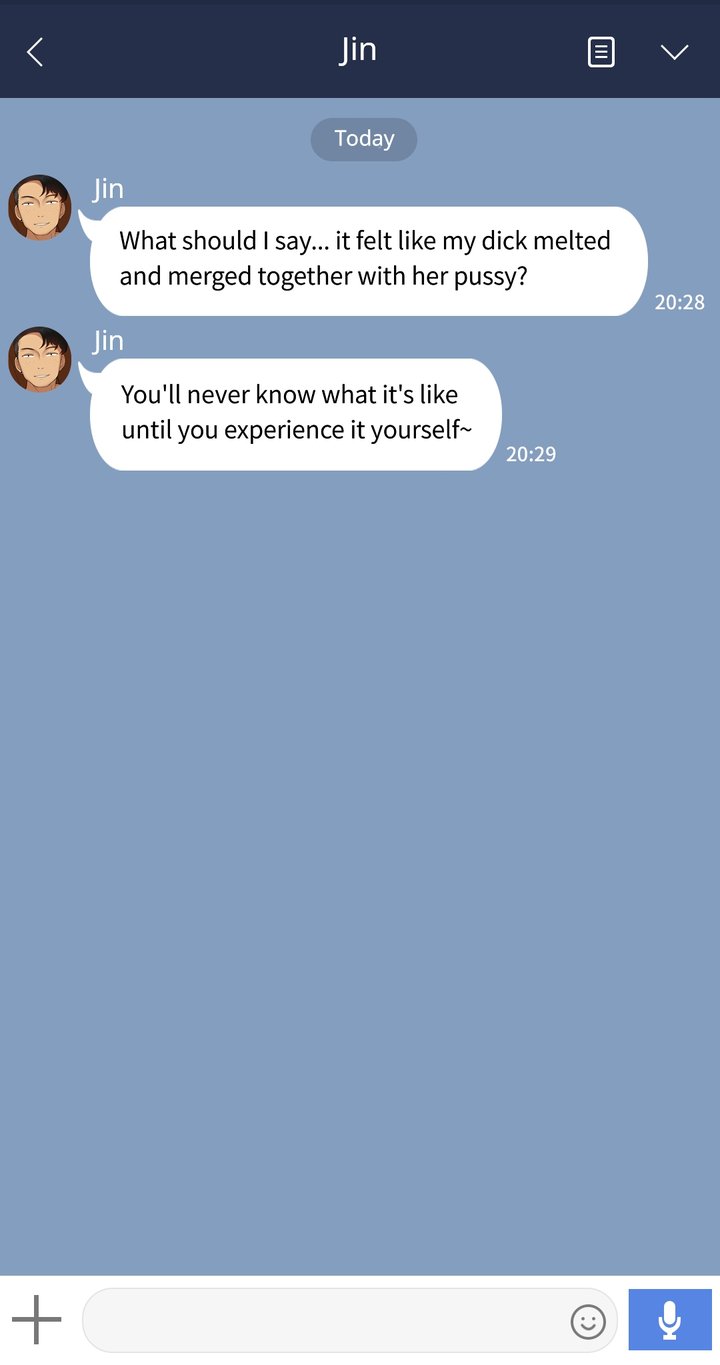 Jin
Today
Jin
What should I say... it felt like my dick melted
and merged together with her pussy?
20:28
Jin
You'll never know what it's like
until you experience it yourself~
20:29